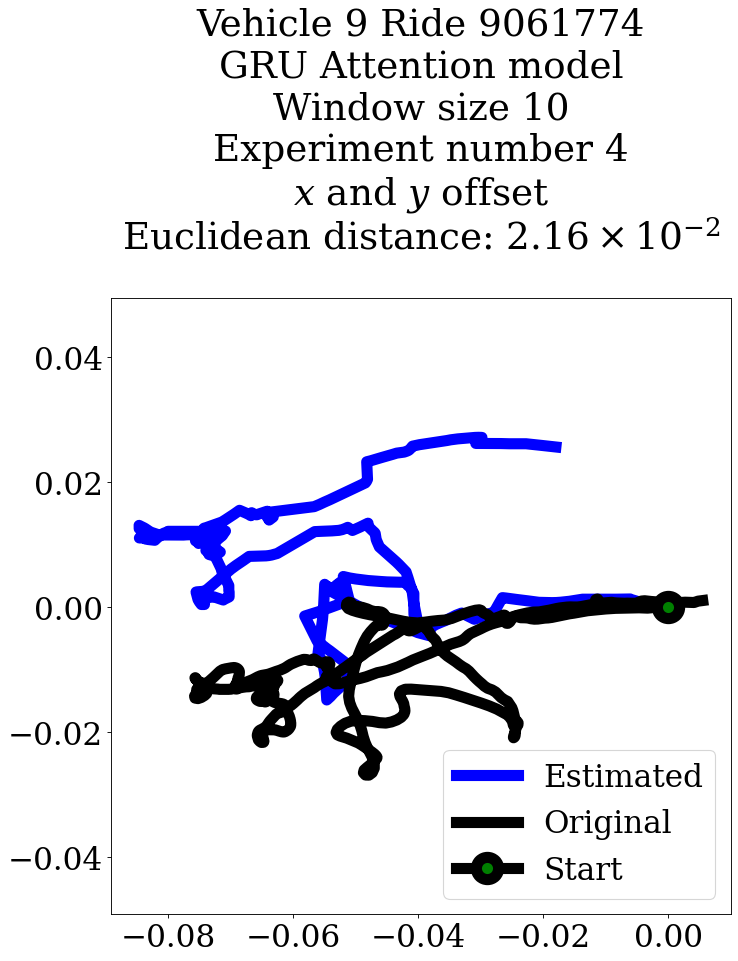 Vehicle 9 Ride 9061774
GRU Attention model
Window size 10
Experiment number 4
x and y offset
Euclidean distance: 2.16 × 10⁻²
0.04
0.02
0.00
−0.02
−0.04
Estimated
Original
Start
−0.08 −0.06 −0.04 −0.02 0.00